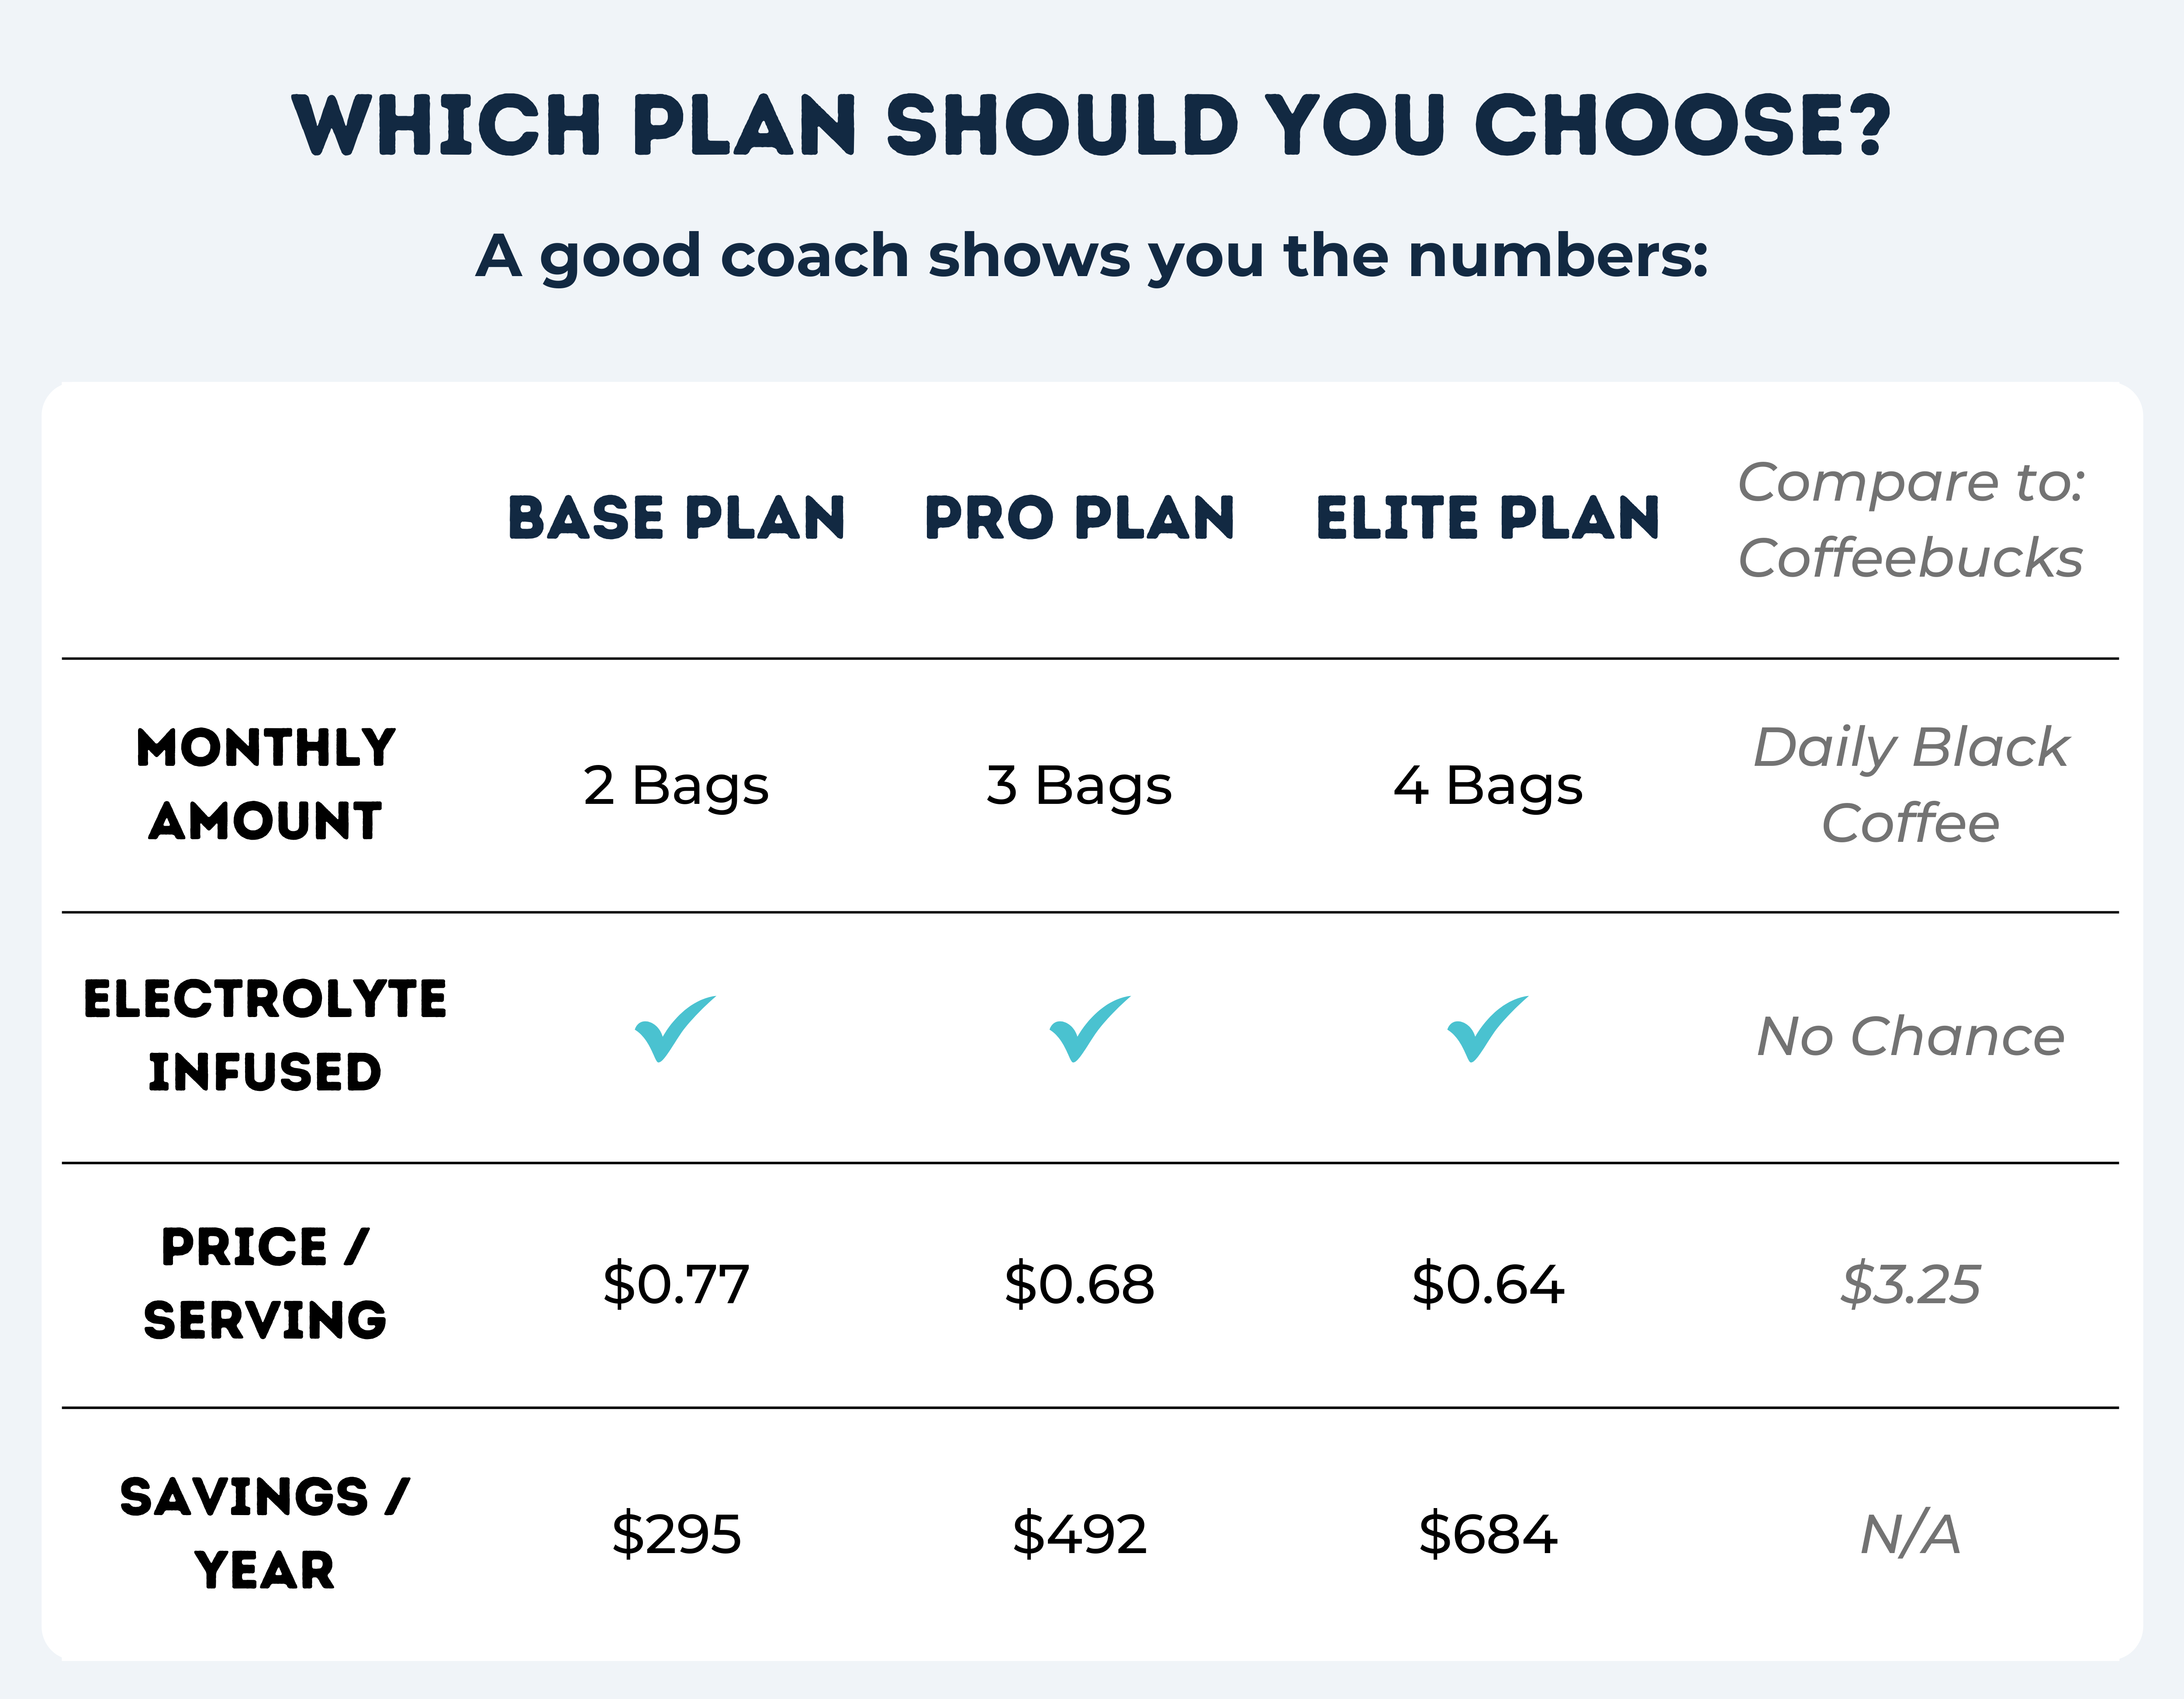 WHICH PLAN SHOULD YOU CHOOSE?
A good coach shows you the numbers:
BASE PLAN
PRO PLAN
ELITE PLAN
Compare to:
Coffeebucks
MONTHLY
AMOUNT
2 Bags
3 Bags
4 Bags
Daily Black
Coffee
ELECTROLYTE
INFUSED
No Chance
PRICE /
SERVING
$0.77
$0.68
$0.64
$3.25
SAVINGS /
YEAR
$295
$492
$684
N/A